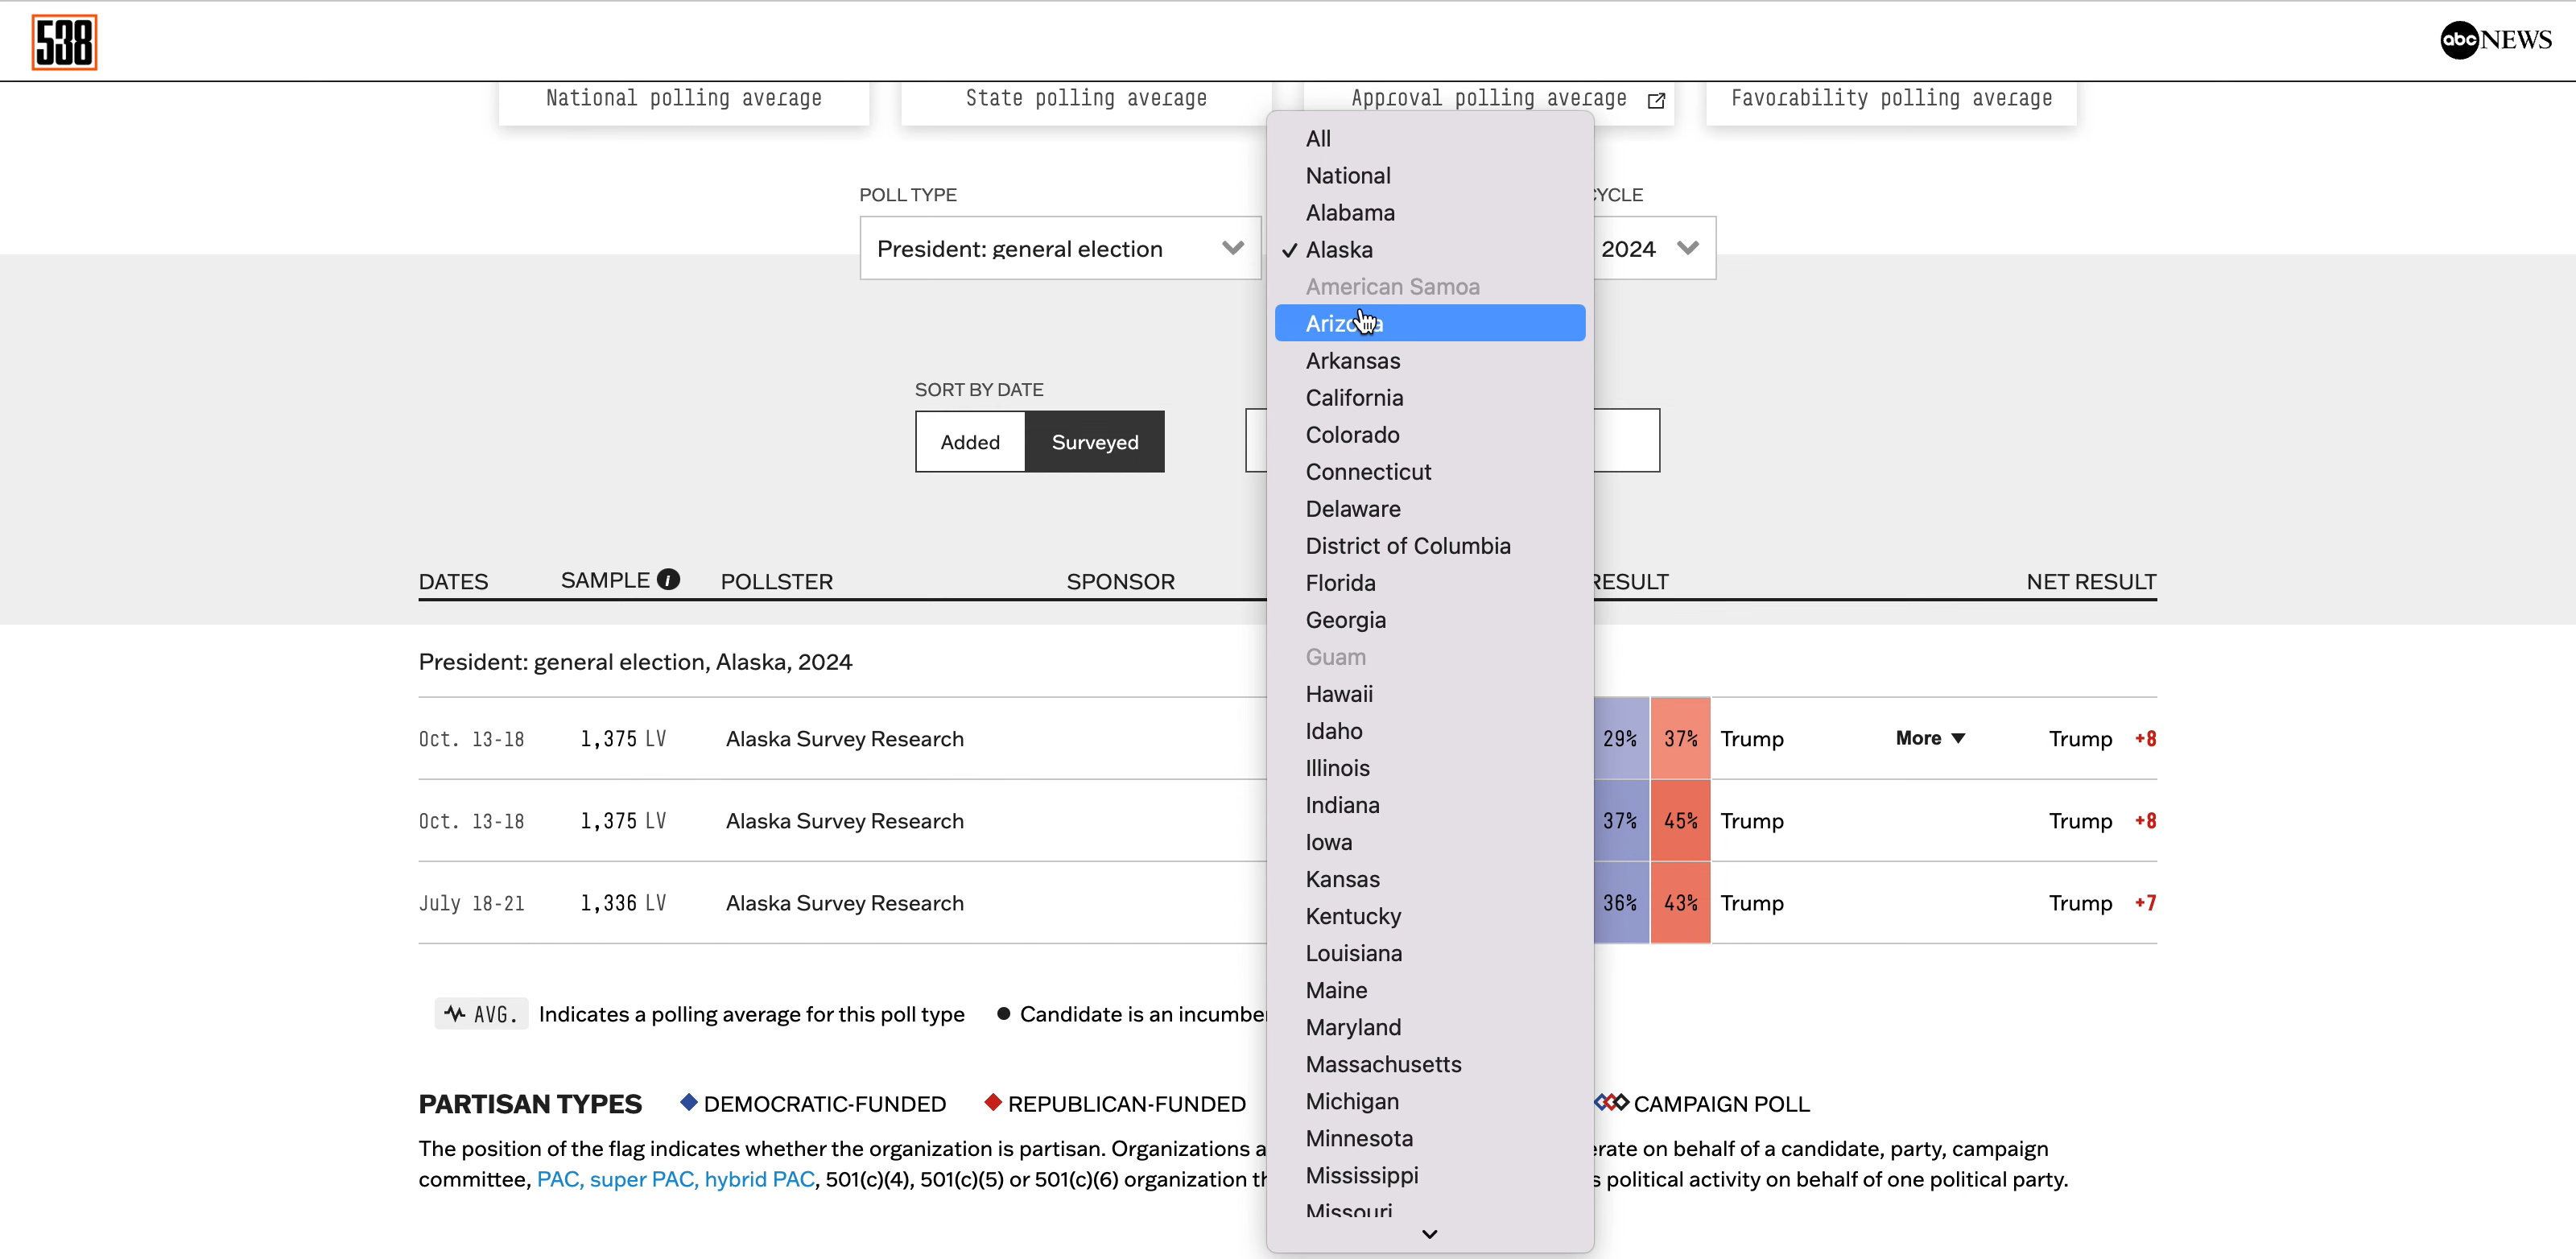 538
abc NEWS
National polling average
State polling average
Approval polling average
Favorability polling average
POLL TYPE
CYCLE
President: general election
2024
All
National
Alabama
✓ Alaska
American Samoa
Arkansas
California
Colorado
Connecticut
Delaware
District of Columbia
Florida
Georgia
Guam
Hawaii
Idaho
Illinois
Indiana
Iowa
Kansas
Kentucky
Louisiana
Maine
Maryland
Massachusetts
Michigan
Minnesota
Mississippi
Missouri
SORT BY DATE
Added Surveyed
DATES SAMPLE i POLLSTER SPONSOR RESULT NET RESULT
President: general election, Alaska, 2024
Oct. 13-18 1,375 LV Alaska Survey Research 29% 37% Trump More ▼ Trump +8
Oct. 13-18 1,375 LV Alaska Survey Research 37% 45% Trump Trump +8
July 18-21 1,336 LV Alaska Survey Research 36% 43% Trump Trump +7
AVG. Indicates a polling average for this poll type ● Candidate is an
PARTISAN TYPES DEMOCRATIC-FUNDED REPUBLICAN-FUNDED CAMPAIGN POLL
The position of the flag indicates whether the organization is partisan. Organizations on behalf of a candidate, party, campaign
committee, PAC, super PAC, hybrid PAC, 501(c)(4), 501(c)(5) or 501(c)(6) organization political activity on behalf of one political party.